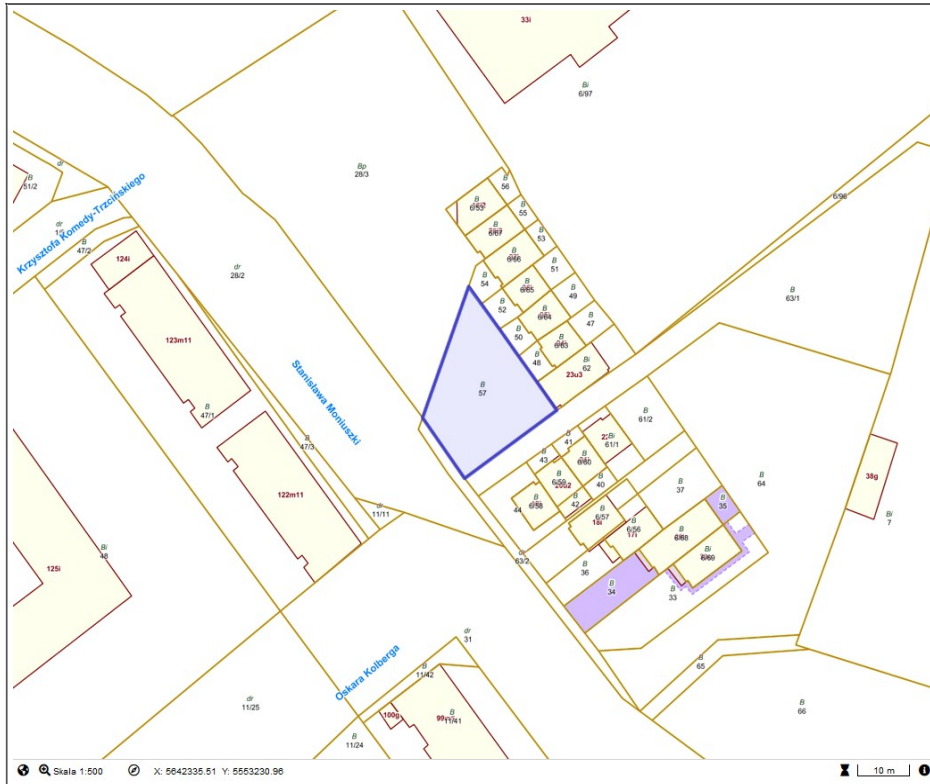 33i
Bi
6/97
dr
B
51/2
Bp
28/3
B
56
B
6/53
B
55
B
6/67
B
53
Krzysztofa Komedy-Trzcińskiego
dr
B
47/2
B
6/66
B
51
6/96
124i
dr
28/2
B
54
B
6/65
B
49
B
63/1
B
52
B
6/64
B
47
123m11
B
50
B
6/63
B
48
Bi
62
23u3
Stanisława Moniuszki
B
57
B
47/1
B
47/3
B
41
Bi
61/1
B
61/2
B
43
B
6/60
B
6/59
B
40
B
37
B
64
38g
122m11
B
44
6/58
B
42
B
6/57
18i
B
6/56
17i
B
35
Bi
7
dr
11/11
B
6/68
Bi
6/69
Bi
48
dr
63/2
125i
B
36
B
34
B
33
dr
31
B
65
Oskara Kolberga
B
11/42
dr
11/25
B
66
100g
B
11/41
B
11/24
Skala 1:500 X: 5642335.51 Y: 5553230.96 10 m